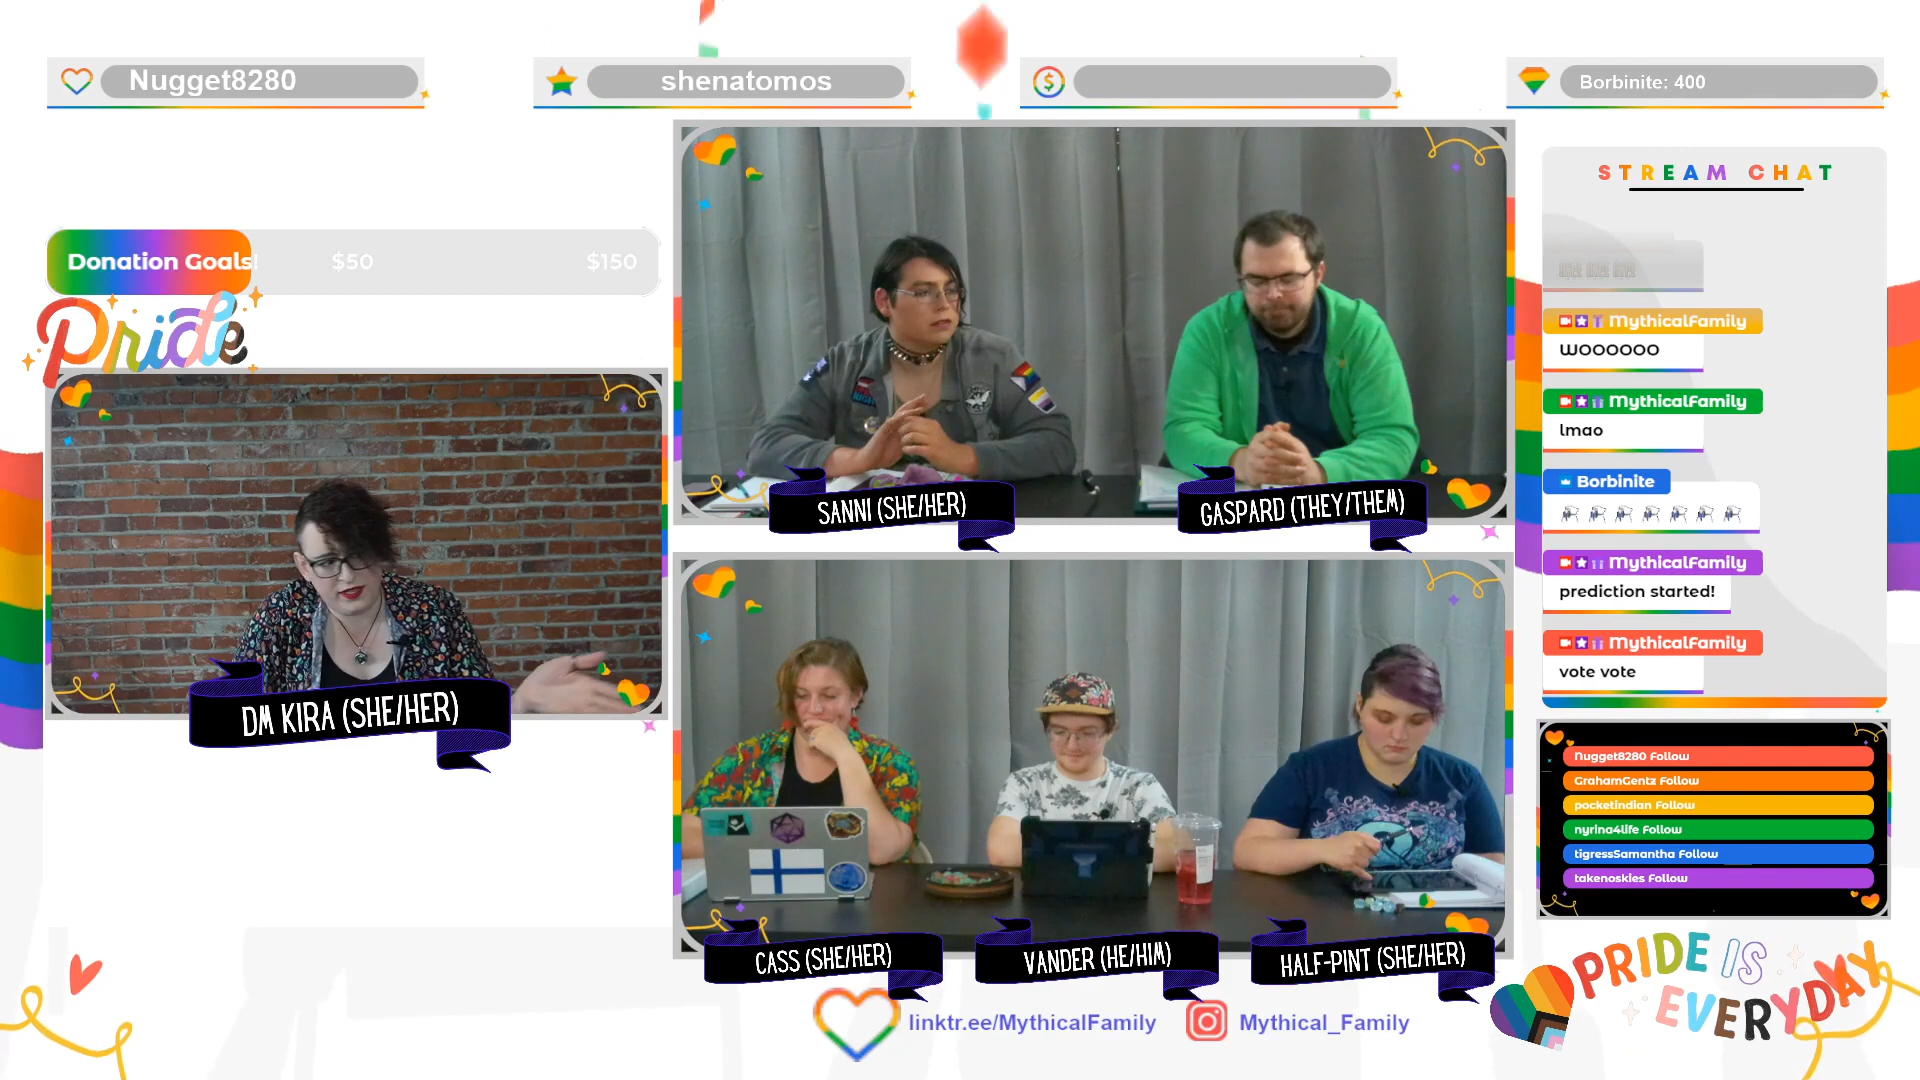 Nugget8280
shenatomos
Borbinite: 400
Donation Goals!
$50
$150
Pride
STREAM CHAT
MythicalFamily
WOOOOOO
MythicalFamily
lmao
Borbinite
MythicalFamily
prediction started!
MythicalFamily
vote vote
SANNI (SHE/HER)
GASPARD (THEY/THEM)
DM KIRA (SHE/HER)
Nugget8280 Follow
GrahamGentz Follow
pocketindian Follow
nyrina4life Follow
tigressSamantha Follow
takenoskies Follow
CASS (SHE/HER)
VANDER (HE/HIM)
HALF-PINT (SHE/HER)
PRIDE IS
EVERYDAY
linktr.ee/MythicalFamily
Mythical_Family